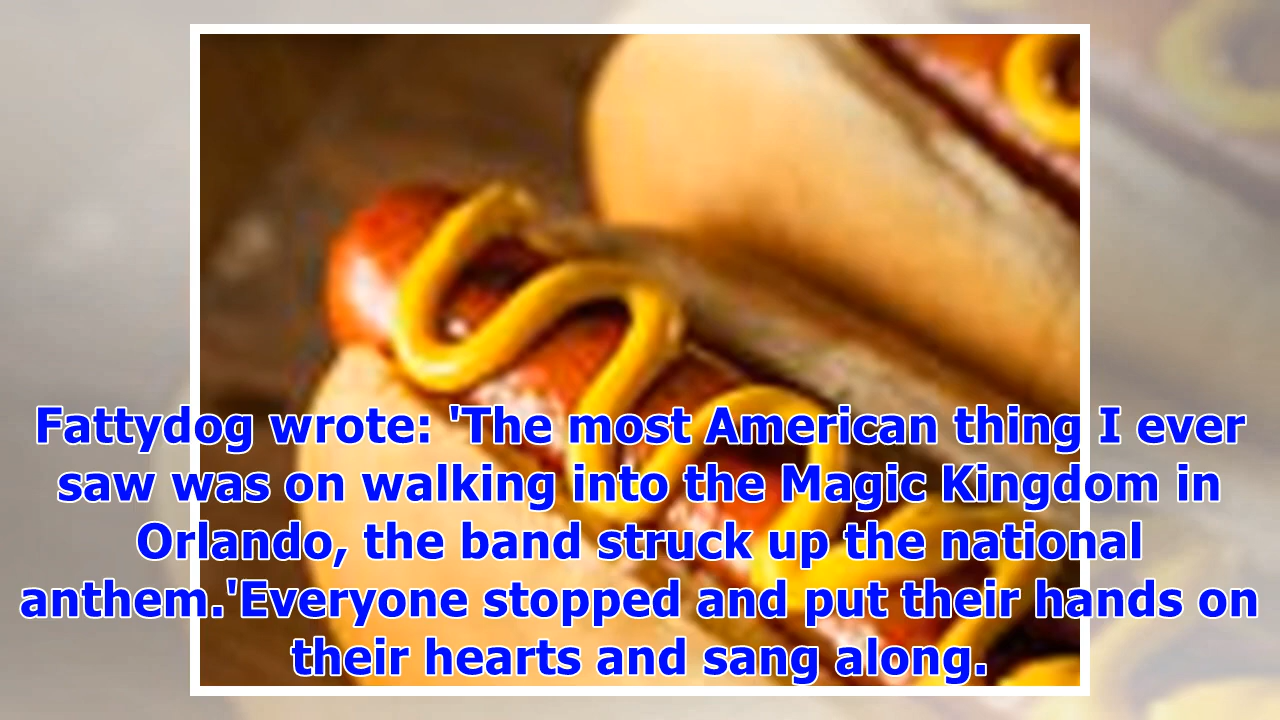 Fattydog wrote: 'The most American thing I ever
saw was on walking into the Magic Kingdom in
Orlando, the band struck up the national
anthem.'Everyone stopped and put their hands on
their hearts and sang along.